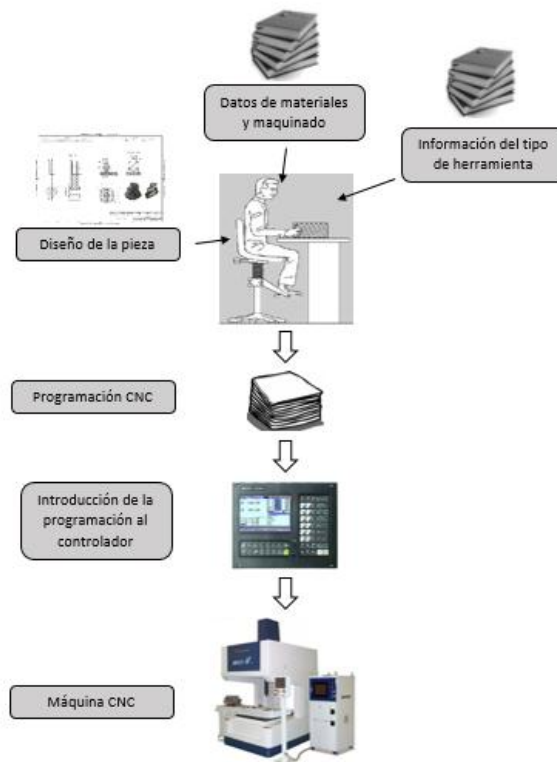 Datos de materiales
y maquinado
Información del tipo
de herramienta
Diseño de la pieza
Programación CNC
Introducción de la
programación al
controlador
Máquina CNC